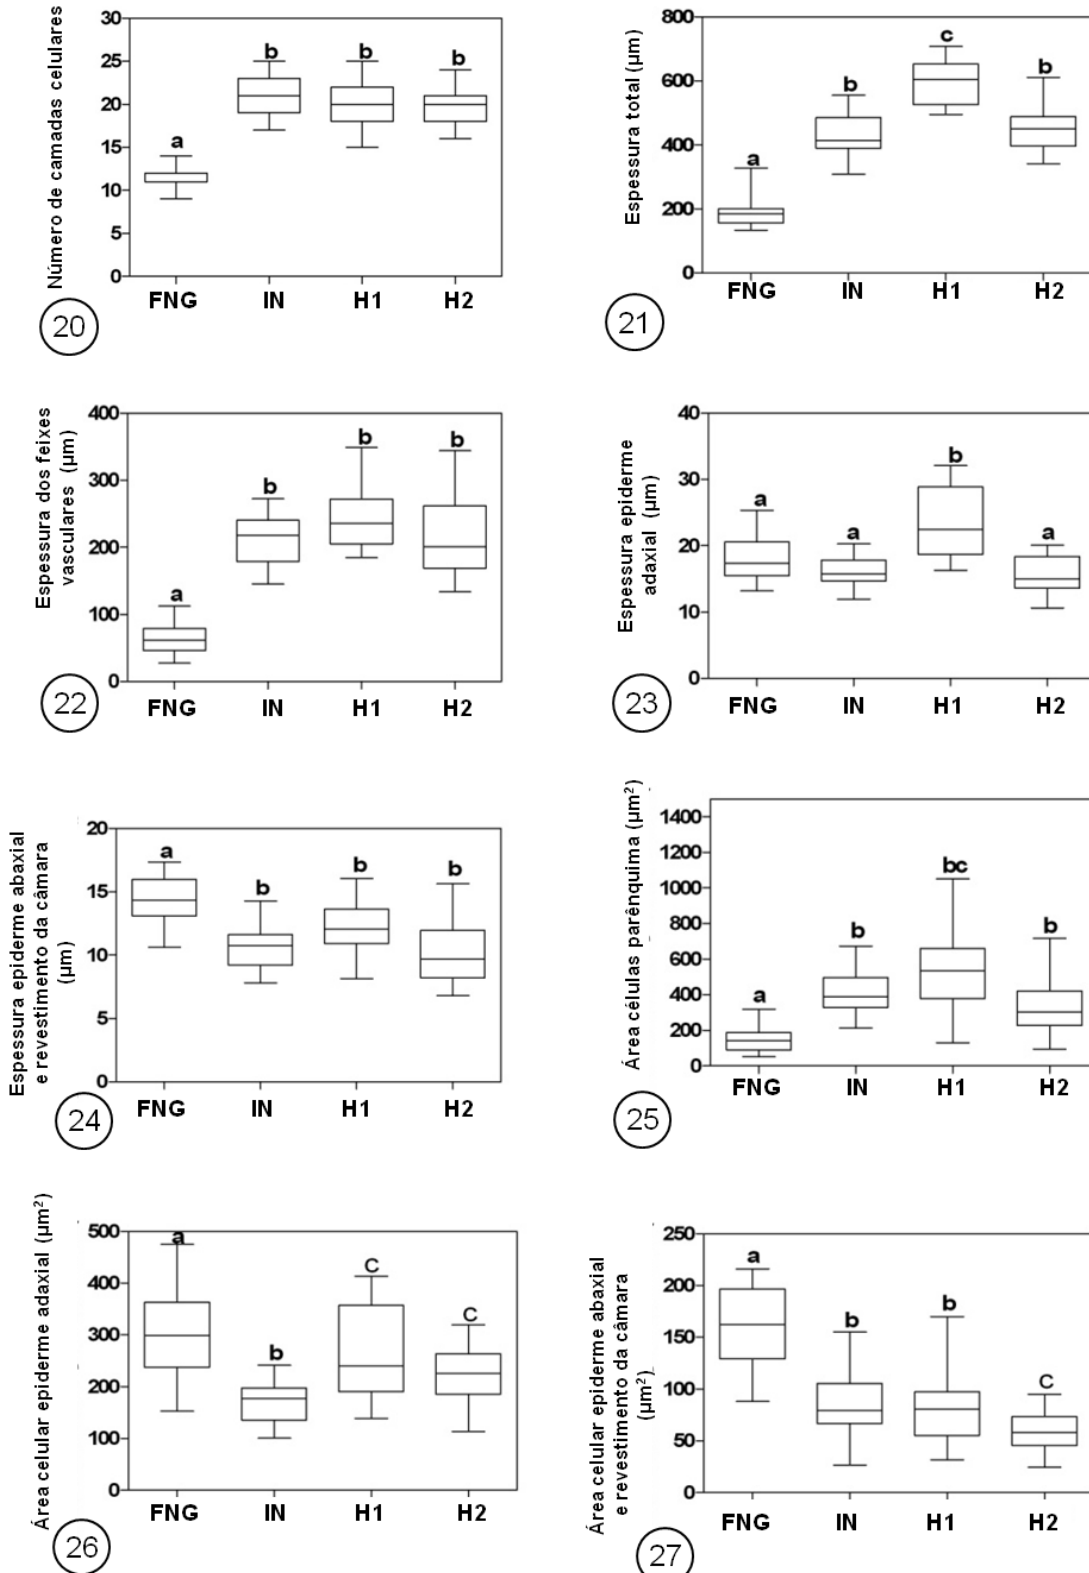 Número de camadas celulares
30
25
20
15
10
5
0
a
b
b
b
FNG IN H1 H2
20
Espessura total (µm)
800
600
400
200
0
a
b
c
b
FNG IN H1 H2
21
Espessura dos feixes
vasculares (µm)
400
300
200
100
0
a
b
b
b
FNG IN H1 H2
22
Espessura epiderme
adaxial (µm)
40
30
20
10
0
a
a
b
a
FNG IN H1 H2
23
Espessura epiderme abaxial
e revestimento da câmara
(µm)
20
15
10
5
0
a
b
b
b
FNG IN H1 H2
24
Área células parênquima (µm²)
1400
1200
1000
800
600
400
200
0
a
b
bc
b
FNG IN H1 H2
25
Área celular epiderme adaxial (µm²)
500
400
300
200
100
0
a
b
C
C
FNG IN H1 H2
26
Área celular epiderme abaxial
e revestimento da câmara
(µm²)
250
200
150
100
50
0
a
b
b
C
FNG IN H1 H2
27